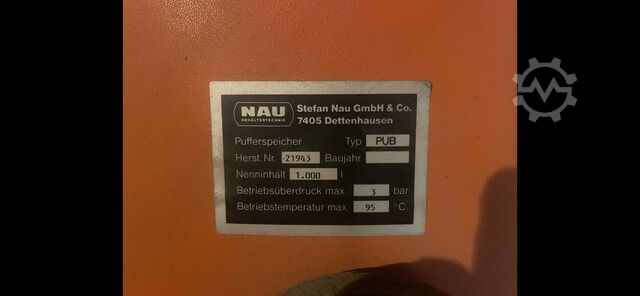 NAU
BEHÄLTERTECHNIK
Stefan Nau GmbH & Co.
7405 Dettenhausen
Pufferspeicher Typ PUB
Herst. Nr. 21943 Baujahr
Nenninhalt 1.000 l
Betriebsüberdruck max. 3 bar
Betriebstemperatur max. 95 °C